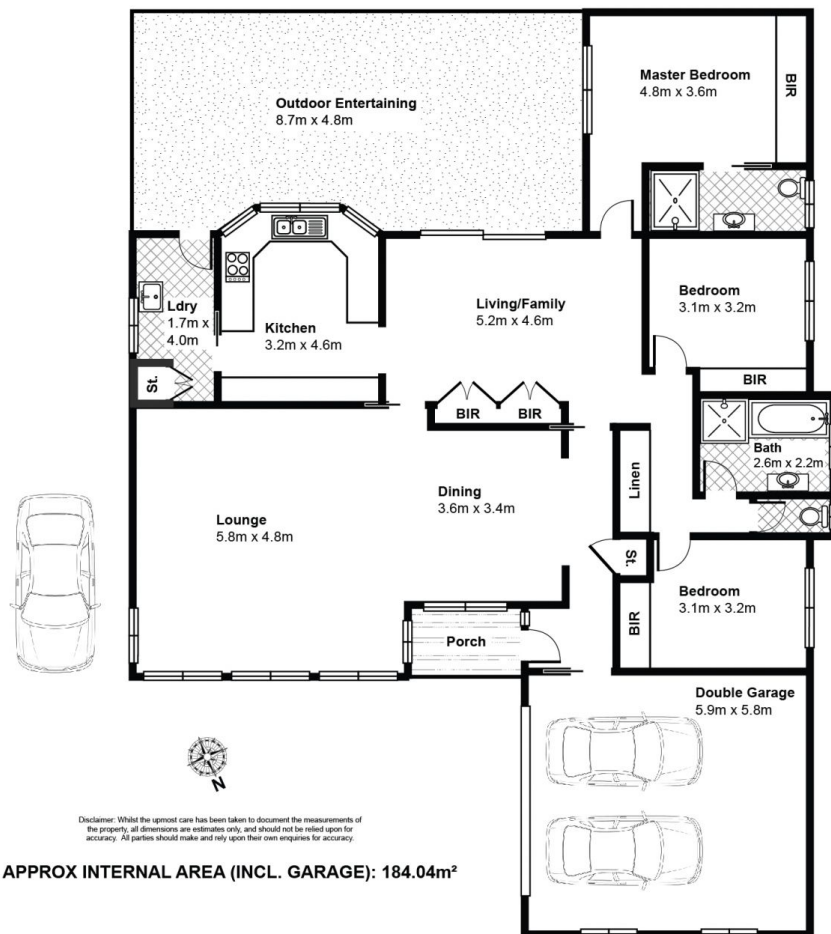 Outdoor Entertaining
8.7m x 4.8m
Master Bedroom
4.8m x 3.6m
BIR
Ldry
1.7m x
4.0m
St.
Kitchen
3.2m x 4.6m
Living/Family
5.2m x 4.6m
BIR
BIR
Bedroom
3.1m x 3.2m
BIR
Bath
2.6m x 2.2m
Lounge
5.8m x 4.8m
Dining
3.6m x 3.4m
Linen
St.
Bedroom
3.1m x 3.2m
BIR
Porch
Double Garage
5.9m x 5.8m
N
Disclaimer: Whilst the upmost care has been taken to document the measurements of
the property, all dimensions are estimates only, and should not be relied upon for
accuracy. All parties should make and rely upon their own enquiries for accuracy.
APPROX INTERNAL AREA (INCL. GARAGE): 184.04m²